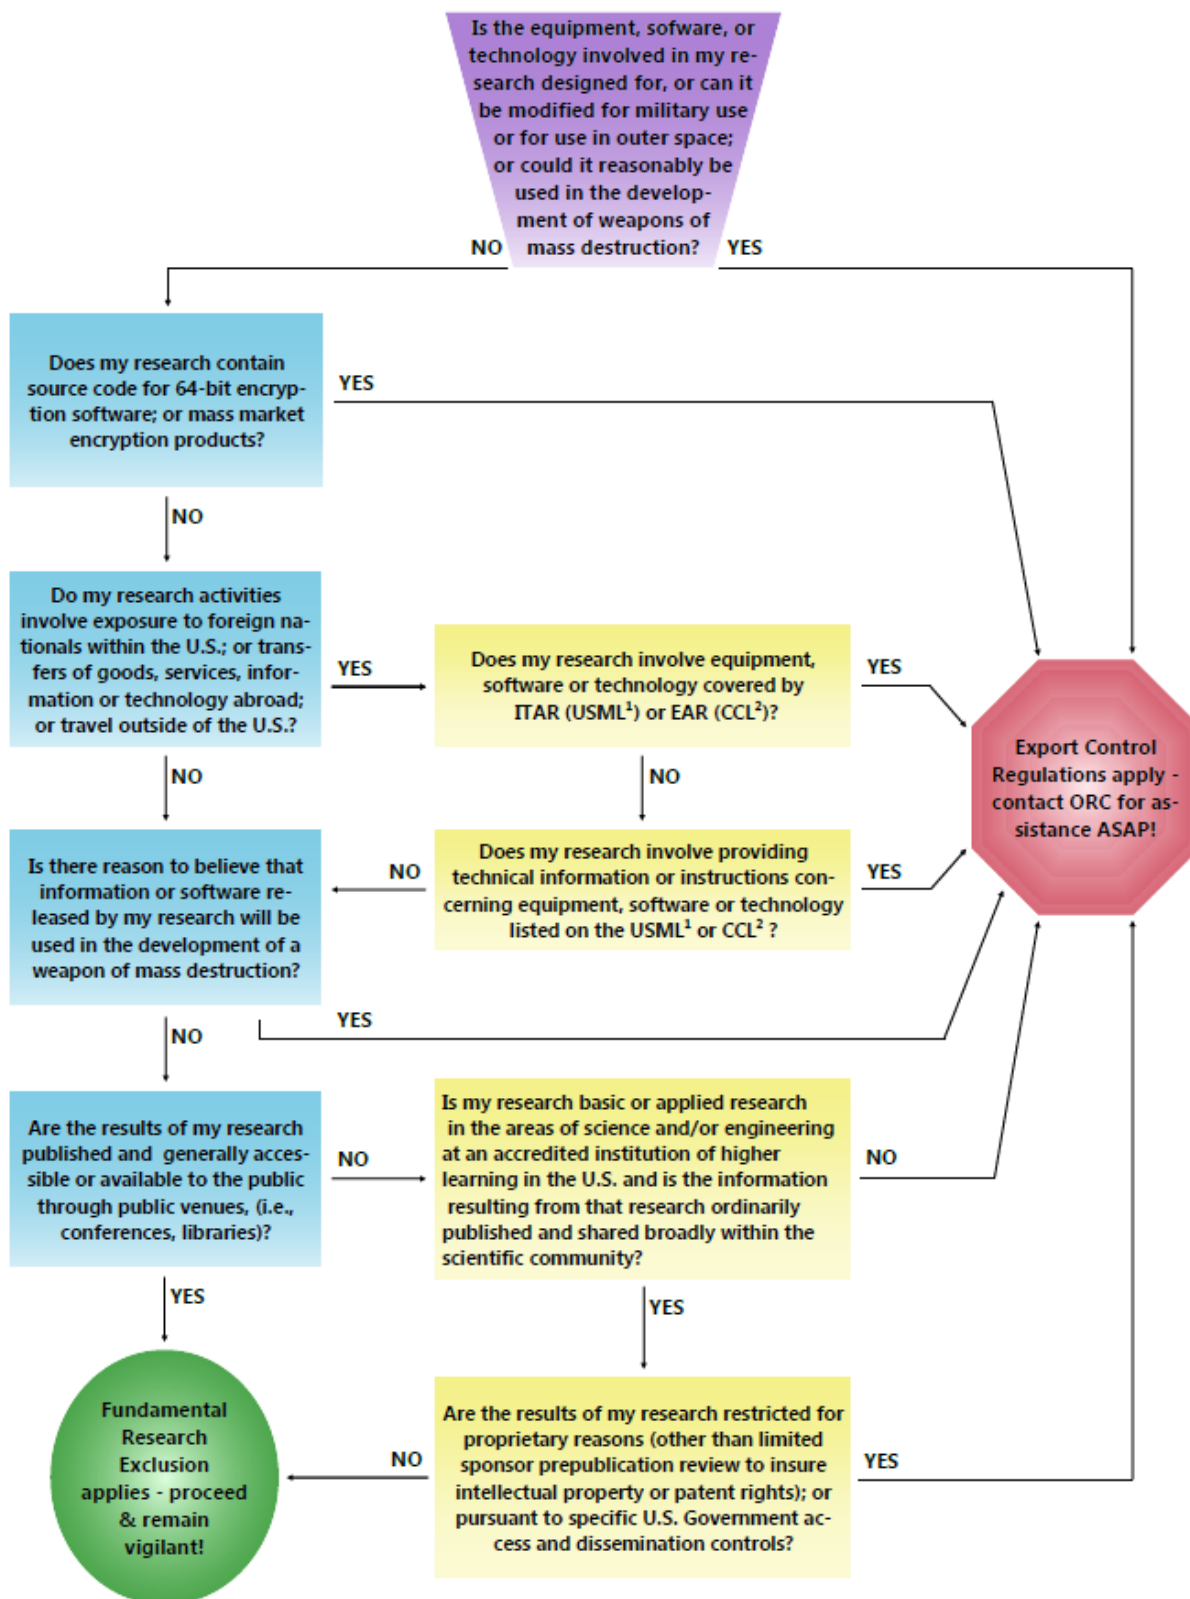 Is the equipment, sofware, or
technology involved in my re-
search designed for, or can it
be modified for military use
or for use in outer space;
or could it reasonably be
used in the develop-
ment of weapons of
mass destruction?
NO
YES
Does my research contain
source code for 64-bit encryp-
tion software; or mass market
encryption products?
YES
NO
Do my research activities
involve exposure to foreign na-
tionals within the U.S.; or trans-
fers of goods, services, infor-
mation or technology abroad;
or travel outside of the U.S.?
YES
Does my research involve equipment,
software or technology covered by
ITAR (USML¹) or EAR (CCL²)?
YES
Export Control
Regulations apply -
contact ORC for as-
sistance ASAP!
NO
NO
Is there reason to believe that
information or software re-
leased by my research will be
used in the development of a
weapon of mass destruction?
NO
Does my research involve providing
technical information or instructions con-
cerning equipment, software or technology
listed on the USML¹ or CCL² ?
YES
YES
NO
Are the results of my research
published and generally acces-
sible or available to the public
through public venues, (i.e.,
conferences, libraries)?
NO
Is my research basic or applied research
in the areas of science and/or engineering
at an accredited institution of higher
learning in the U.S. and is the information
resulting from that research ordinarily
published and shared broadly within the
scientific community?
NO
YES
YES
Fundamental
Research
Exclusion
applies - proceed
& remain
vigilant!
NO
Are the results of my research restricted for
proprietary reasons (other than limited
sponsor prepublication review to insure
intellectual property or patent rights); or
pursuant to specific U.S. Government ac-
cess and dissemination controls?
YES